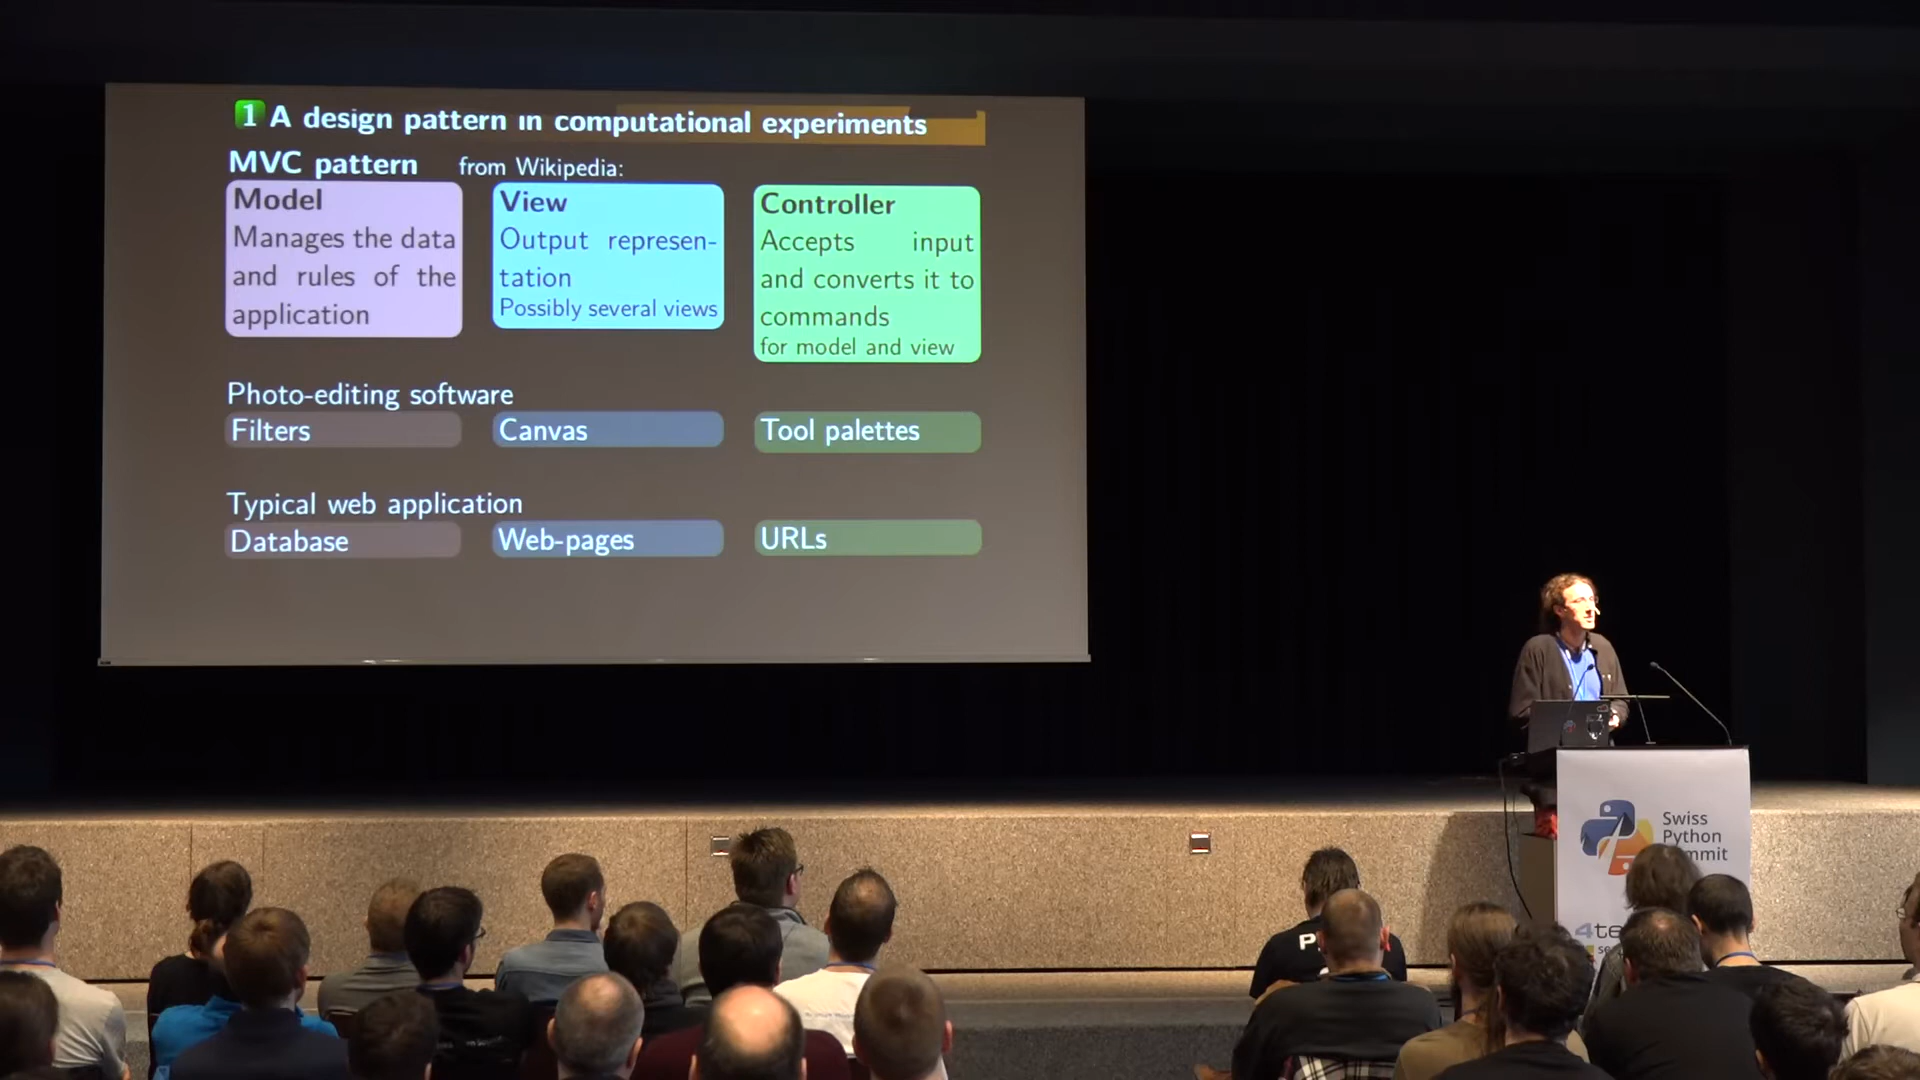 1 A design pattern in computational experiments
MVC pattern from Wikipedia:
Model
Manages the data
and rules of the
application
View
Output represen-
tation
Possibly several views
Controller
Accepts input
and converts it to
commands
for model and view
Photo-editing software
Filters
Canvas
Tool palettes
Typical web application
Database
Web-pages
URLs
Swiss
Python
4te
P